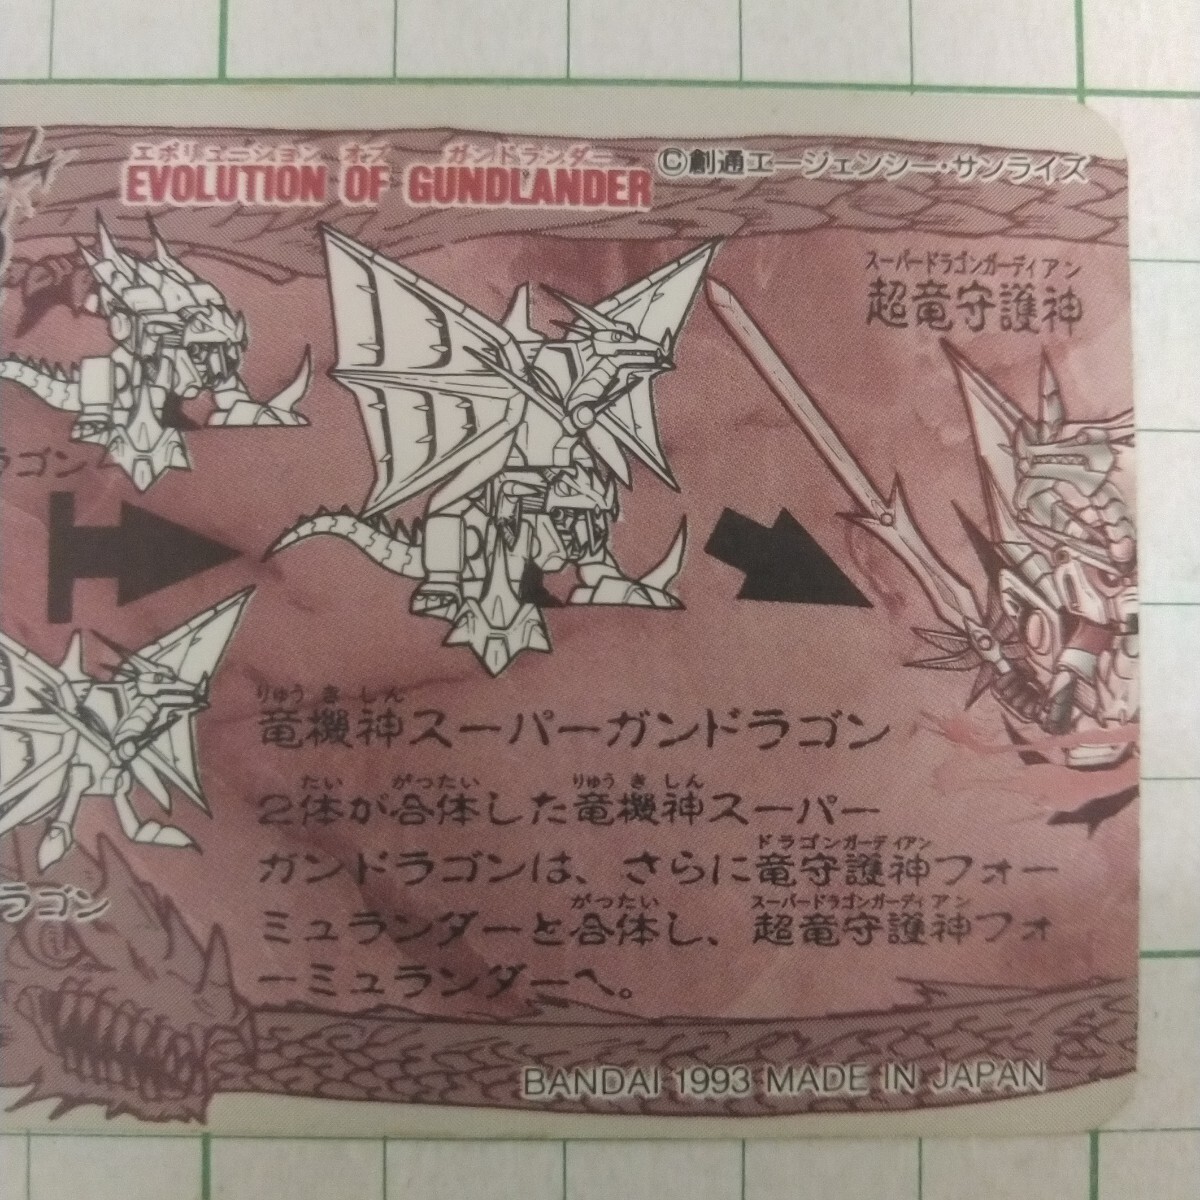 エボリューション オブ ガンドランダー
EVOLUTION OF GUNDLANDER
©創通エージェンシー・サンライズ
スーパードラゴンガーディアン
超竜守護神
ラゴン
りゅう き しん
竜機神スーパーガンドラゴン
たい がったい りゅう き しん
2体が合体した竜機神スーパー
ドラゴンガーディアン
ガンドラゴンは、さらに竜守護神フォー
がったい スーパードラゴンガーディアン
ミュランダーと合体し、超竜守護神フォ
ーミュランダーへ。
ラゴン
BANDAI 1993 MADE IN JAPAN